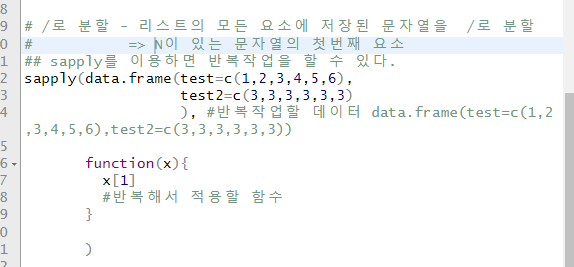 8
9 # /로 분할 - 리스트의 모든 요소에 저장된 문자열을 /로 분할
0 # => N이 있는 문자열의 첫번째 요소
1 ## sapply를 이용하면 반복작업을 할 수 있다.
2 sapply(data.frame(test=c(1,2,3,4,5,6),
3 test2=c(3,3,3,3,3,3)
4 ), #반복작업할 데이터 data.frame(test=c(1,2
,3,4,5,6),test2=c(3,3,3,3,3,3))
5
6 function(x){
7 x[1]
8 #반복해서 적용할 함수
9 }
0
1 )
2